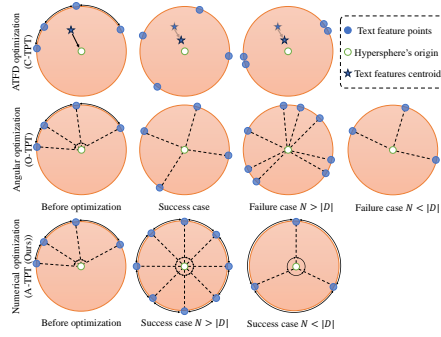 ATFD optimization
(C-TPT)
Text feature points
Hypersphere's origin
Text features centroid
Angular optimization
(O-TPT)
Before optimization
Success case
Failure case N > |D|
Failure case N < |D|
Numerical optimization
(A-TPT (Ours))
Before optimization
Success case N > |D|
Success case N < |D|